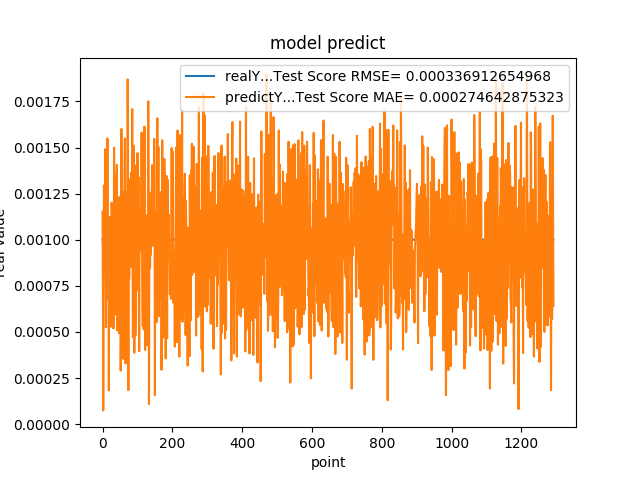 model predict
realY...Test Score RMSE= 0.000336912654968
predictY...Test Score MAE= 0.000274642875323
0.00175
0.00150
0.00125
0.00100
0.00075
0.00050
0.00025
0.00000
real value
0 200 400 600 800 1000 1200
point